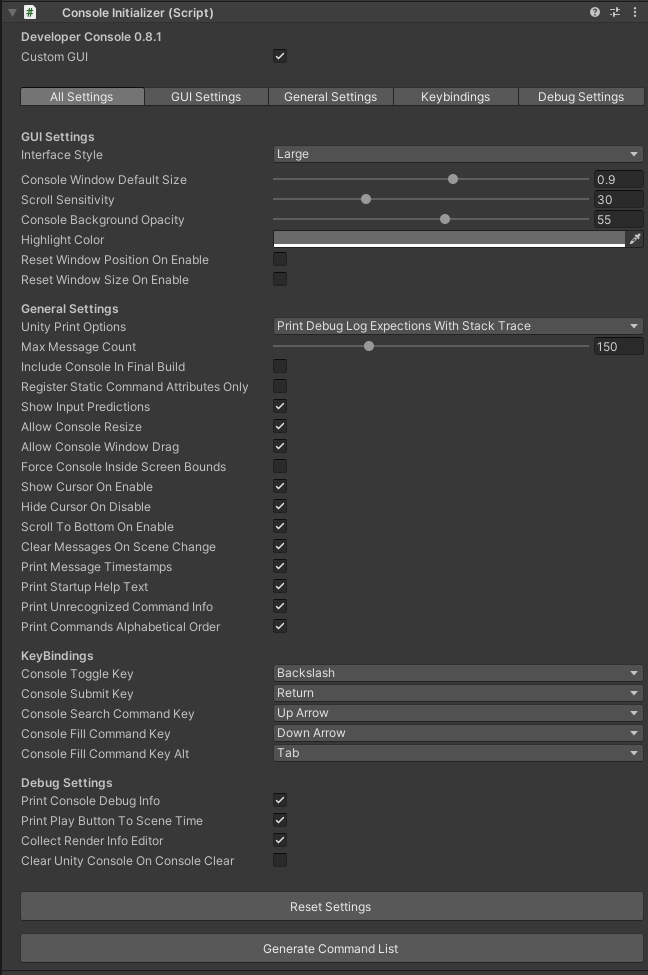 # Console Initializer (Script)
Developer Console 0.8.1
Custom GUI
All Settings GUI Settings General Settings Keybindings Debug Settings
GUI Settings
Interface Style Large
Console Window Default Size 0.9
Scroll Sensitivity 30
Console Background Opacity 55
Highlight Color
Reset Window Position On Enable
Reset Window Size On Enable
General Settings
Unity Print Options Print Debug Log Expections With Stack Trace
Max Message Count 150
Include Console In Final Build
Register Static Command Attributes Only
Show Input Predictions
Allow Console Resize
Allow Console Window Drag
Force Console Inside Screen Bounds
Show Cursor On Enable
Hide Cursor On Disable
Scroll To Bottom On Enable
Clear Messages On Scene Change
Print Message Timestamps
Print Startup Help Text
Print Unrecognized Command Info
Print Commands Alphabetical Order
KeyBindings
Console Toggle Key Backslash
Console Submit Key Return
Console Search Command Key Up Arrow
Console Fill Command Key Down Arrow
Console Fill Command Key Alt Tab
Debug Settings
Print Console Debug Info
Print Play Button To Scene Time
Collect Render Info Editor
Clear Unity Console On Console Clear
Reset Settings
Generate Command List